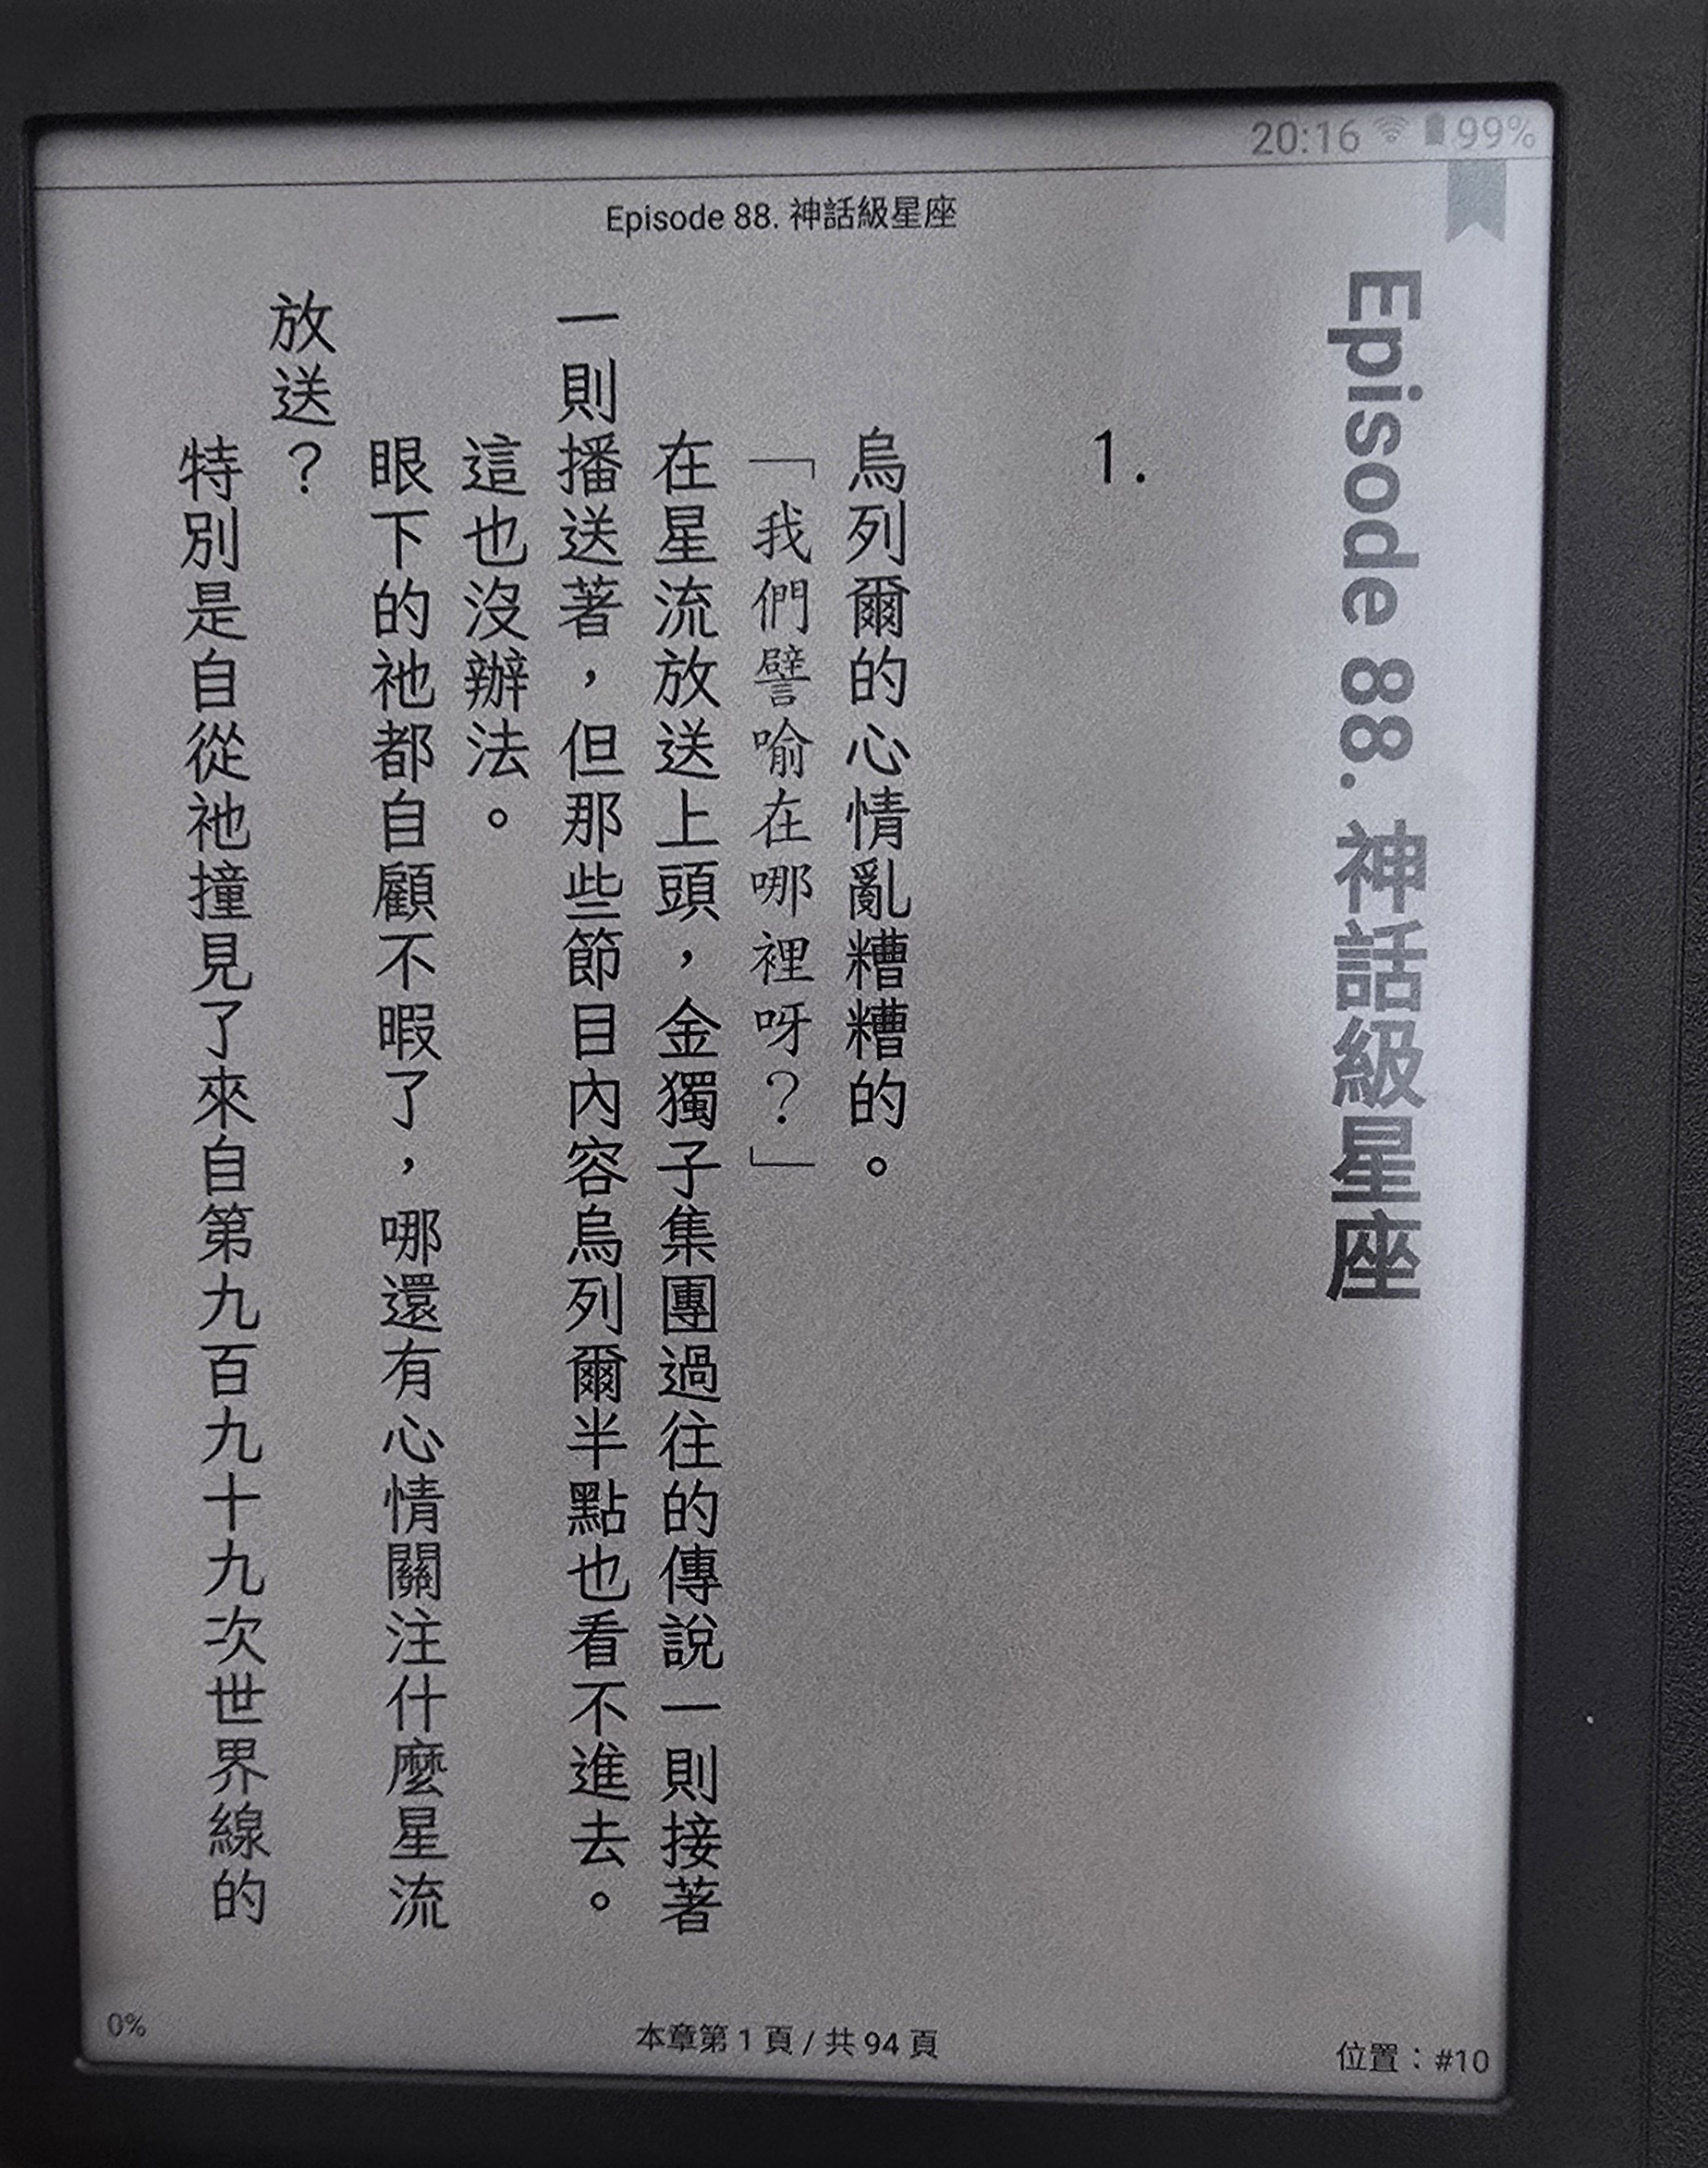 20:16 99%
Episode 88. 神話級星座
Episode 88. 神話級星座
1.
烏列爾的心情亂糟糟的。
「我們譬喻在哪裡呀？」
在星流放送上頭，金獨子集團過往的傳說一則接著
一則播送著，但那些節目內容烏列爾半點也看不進去。
這也沒辦法。
眼下的祂都自顧不暇了，哪還有心情關注什麼星流
放送？
特別是自從祂撞見了來自第九百九十九次世界線的
0%
本章第 1 頁 / 共 94 頁
位置：#10